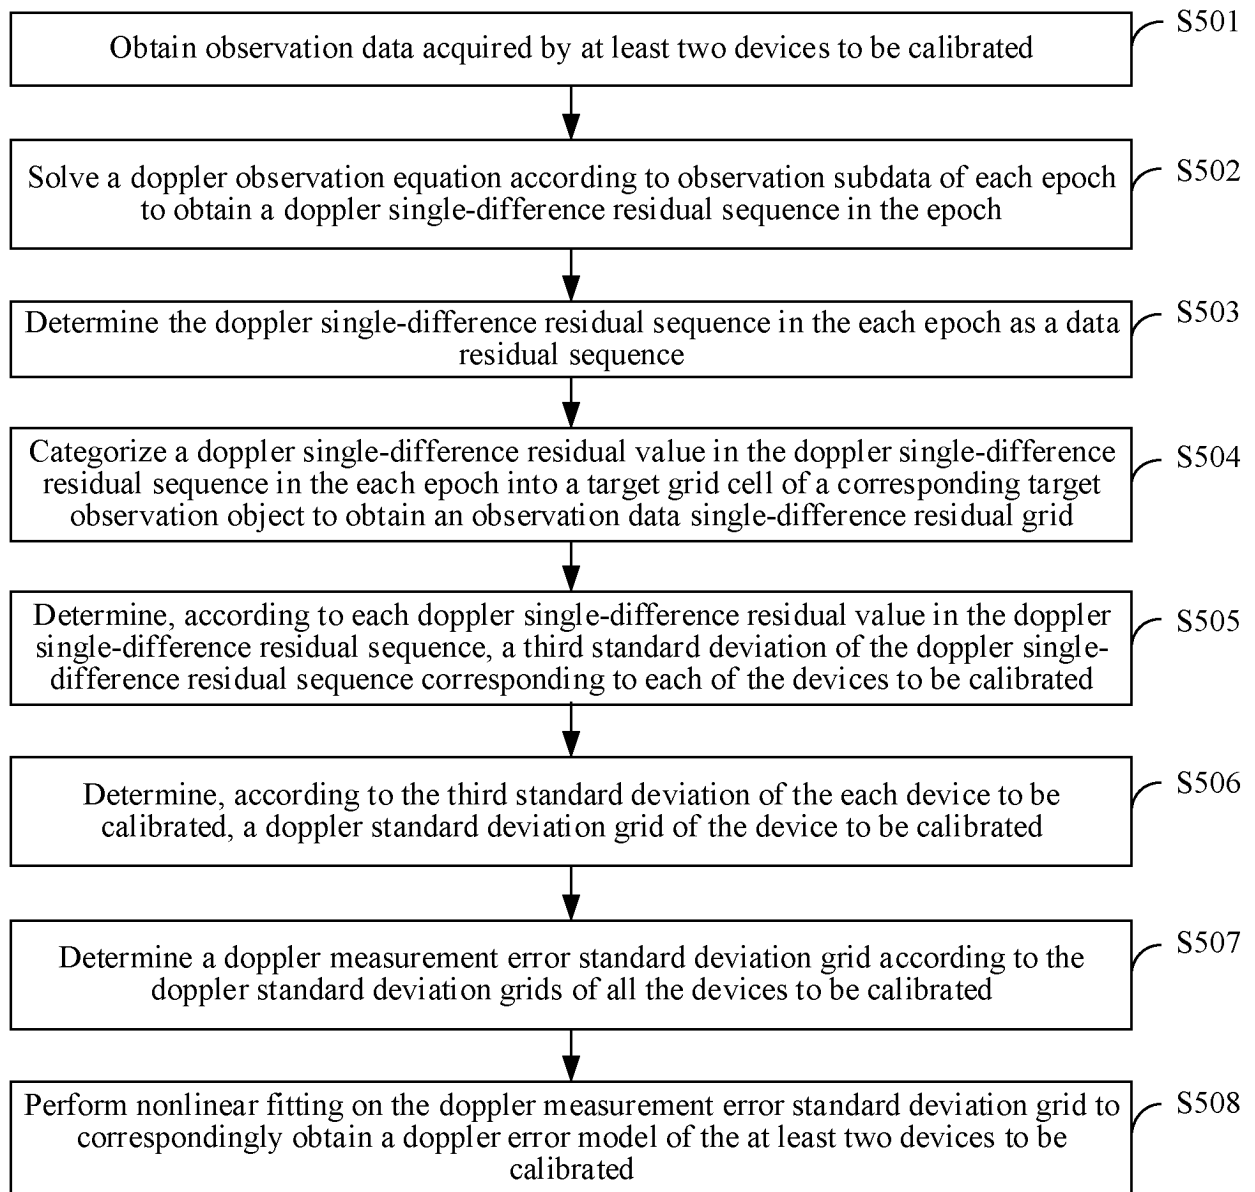 S501
Obtain observation data acquired by at least two devices to be calibrated
S502
Solve a doppler observation equation according to observation subdata of each epoch
to obtain a doppler single-difference residual sequence in the epoch
S503
Determine the doppler single-difference residual sequence in the each epoch as a data
residual sequence
S504
Categorize a doppler single-difference residual value in the doppler single-difference
residual sequence in the each epoch into a target grid cell of a corresponding target
observation object to obtain an observation data single-difference residual grid
S505
Determine, according to each doppler single-difference residual value in the doppler
single-difference residual sequence, a third standard deviation of the doppler single-
difference residual sequence corresponding to each of the devices to be calibrated
S506
Determine, according to the third standard deviation of the each device to be
calibrated, a doppler standard deviation grid of the device to be calibrated
S507
Determine a doppler measurement error standard deviation grid according to the
doppler standard deviation grids of all the devices to be calibrated
S508
Perform nonlinear fitting on the doppler measurement error standard deviation grid to
correspondingly obtain a doppler error model of the at least two devices to be
calibrated